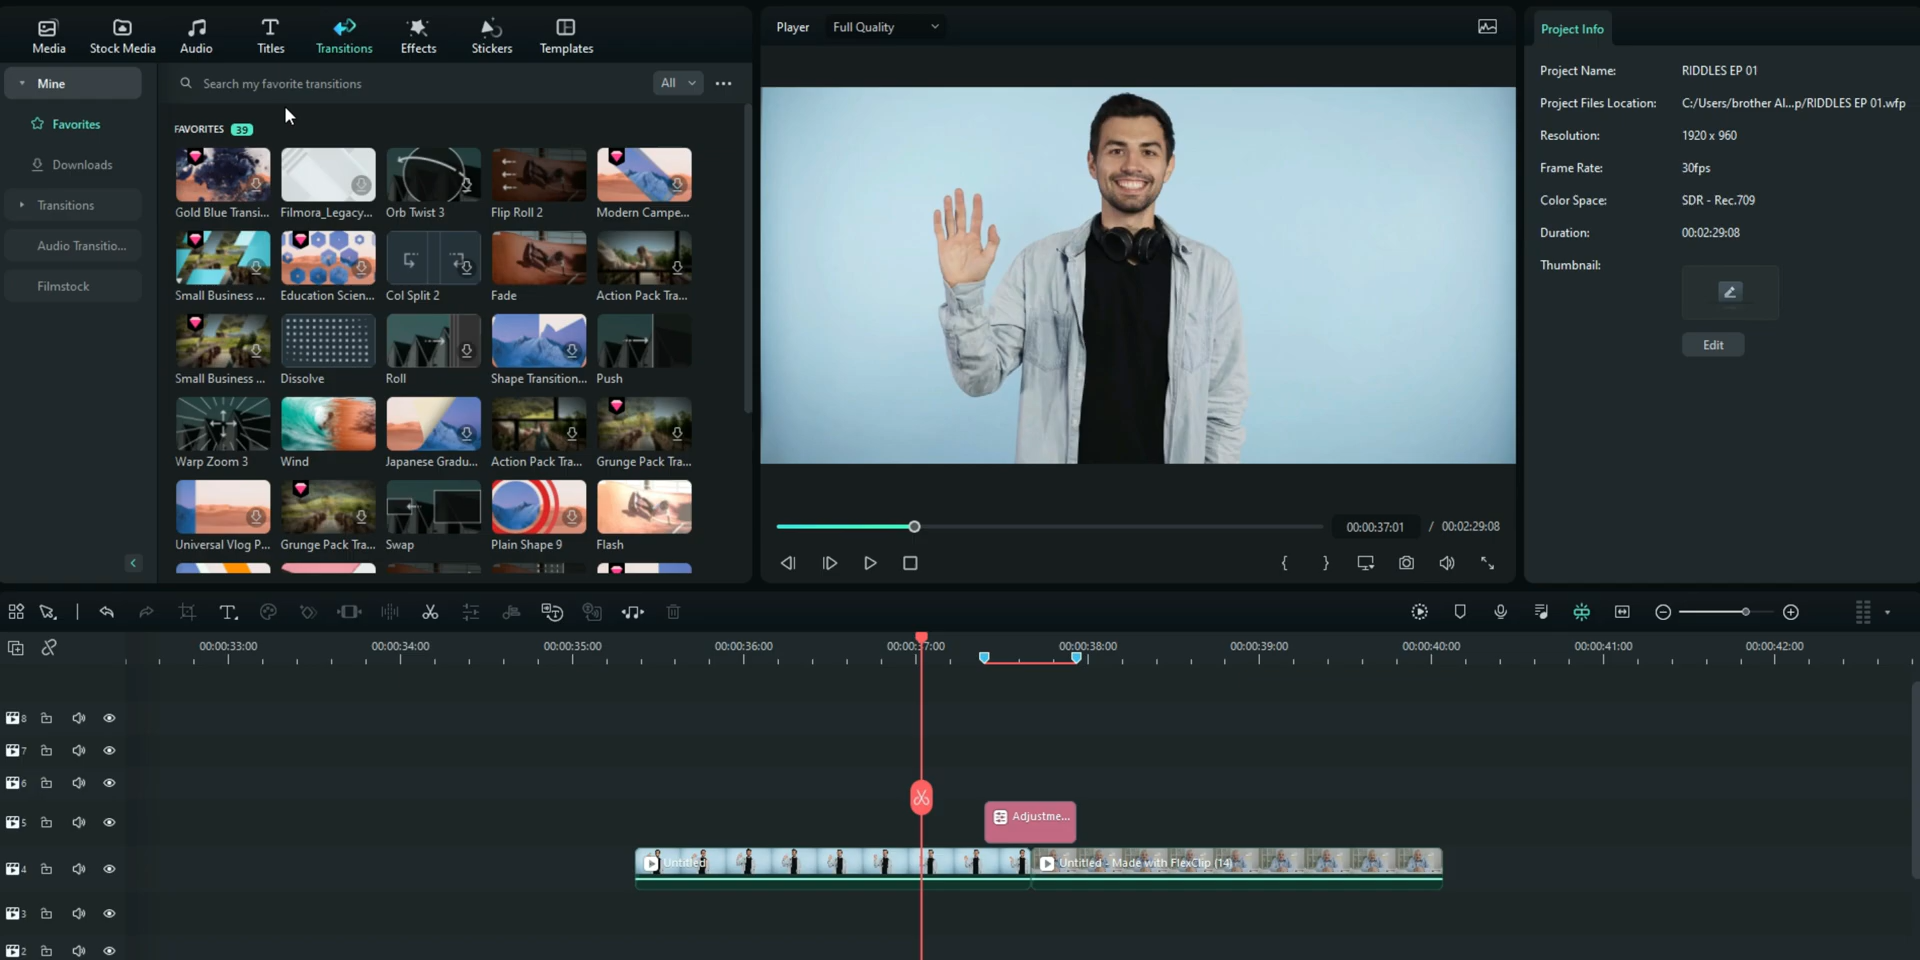 Media
Stock Media
Audio
Titles
Transitions
Effects
Stickers
Templates
Player
Full Quality
Project Info
Mine
Search my favorite transitions
All
Favorites
Downloads
Transitions
Audio Transitio...
Filmstock
FAVORITES 39
Gold Blue Transi...
Filmora_Legacy...
Orb Twist 3
Flip Roll 2
Modern Campe...
Small Business ...
Education Scien...
Col Split 2
Fade
Action Pack Tra...
Small Business ...
Dissolve
Roll
Shape Transition...
Push
Warp Zoom 3
Wind
Japanese Gradu...
Action Pack Tra...
Grunge Pack Tra...
Universal Vlog P...
Grunge Pack Tra...
Swap
Plain Shape 9
Flash
00:00:37:01 / 00:02:29:08
Project Name: RIDDLES EP 01
Project Files Location: C:/Users/brother Al...p/RIDDLES EP 01.wfp
Resolution: 1920 x 960
Frame Rate: 30fps
Color Space: SDR - Rec.709
Duration: 00:02:29:08
Thumbnail:
Edit
00:00:33:00
00:00:34:00
00:00:35:00
00:00:36:00
00:00:37:00
00:00:38:00
00:00:39:00
00:00:40:00
00:00:41:00
00:00:42:00
8
7
6
5
Adjustme...
4
Untitled
Untitled - Made with FlexClip (14)
3
2